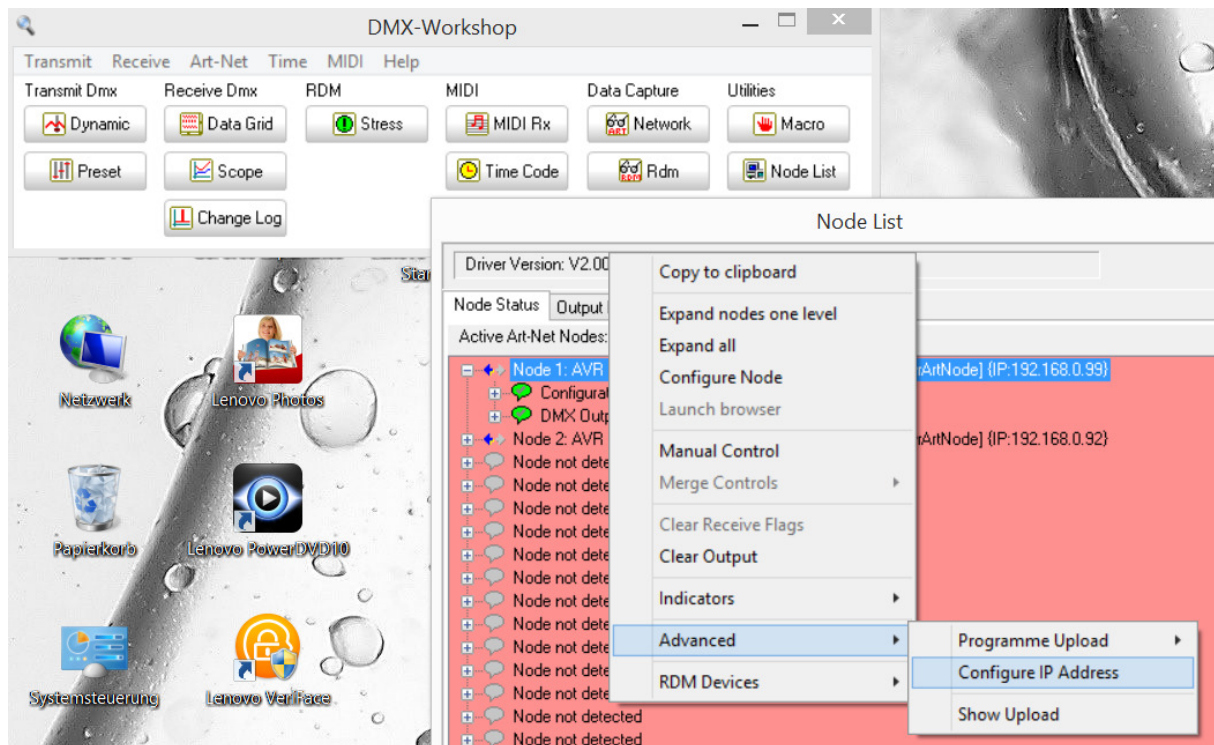 DMX-Workshop
Transmit Receive Art-Net Time MIDI Help
Transmit Dmx Receive Dmx RDM MIDI Data Capture Utilities
Dynamic Data Grid Stress MIDI Rx Network Macro
Preset Scope Time Code Rdm Node List
Change Log
Node List
Driver Version: V2.00
Node Status Output
Active Art-Net Nodes:
Node 1: AVR rArtNode] {IP:192.168.0.99}
Configurat
DMX Outp
Node 2: AVR rArtNode] {IP:192.168.0.92}
Node not dete
Node not dete
Node not dete
Node not dete
Node not dete
Node not dete
Node not dete
Node not dete
Node not dete
Node not dete
Node not dete
Node not detected
Node not detected
Copy to clipboard
Expand nodes one level
Expand all
Configure Node
Launch browser
Manual Control
Merge Controls
Clear Receive Flags
Clear Output
Indicators
Advanced
RDM Devices
Programme Upload
Configure IP Address
Show Upload
Star
Netzwerk Lenovo Photos
Papierkorb Lenovo PowerDVD10
Systemsteuerung Lenovo VeriFace